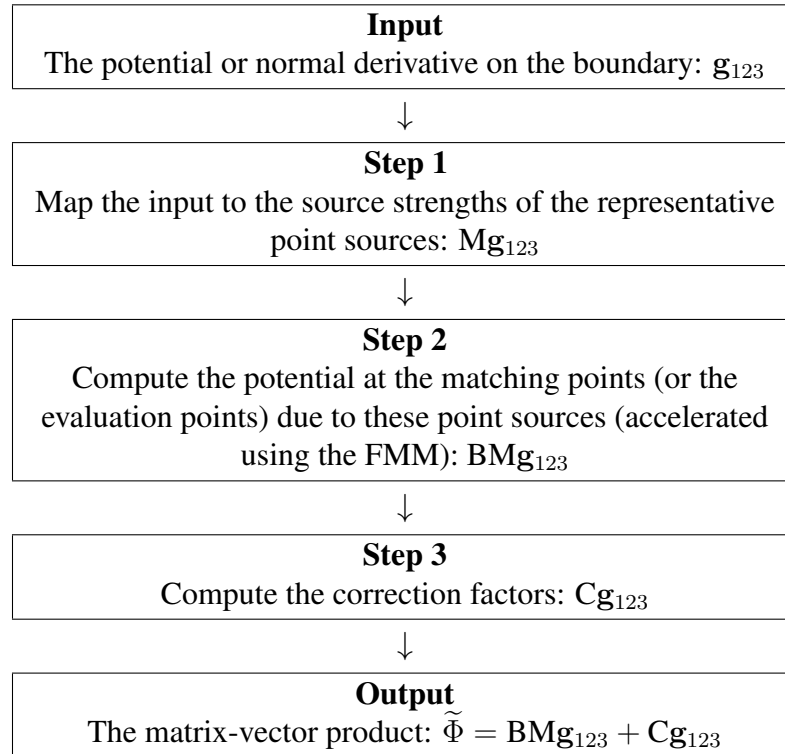 Input
The potential or normal derivative on the boundary: g₁₂₃
↓
Step 1
Map the input to the source strengths of the representative
point sources: Mg₁₂₃
↓
Step 2
Compute the potential at the matching points (or the
evaluation points) due to these point sources (accelerated
using the FMM): BMg₁₂₃
↓
Step 3
Compute the correction factors: Cg₁₂₃
↓
Output
The matrix-vector product: Φ̃ = BMg₁₂₃ + Cg₁₂₃